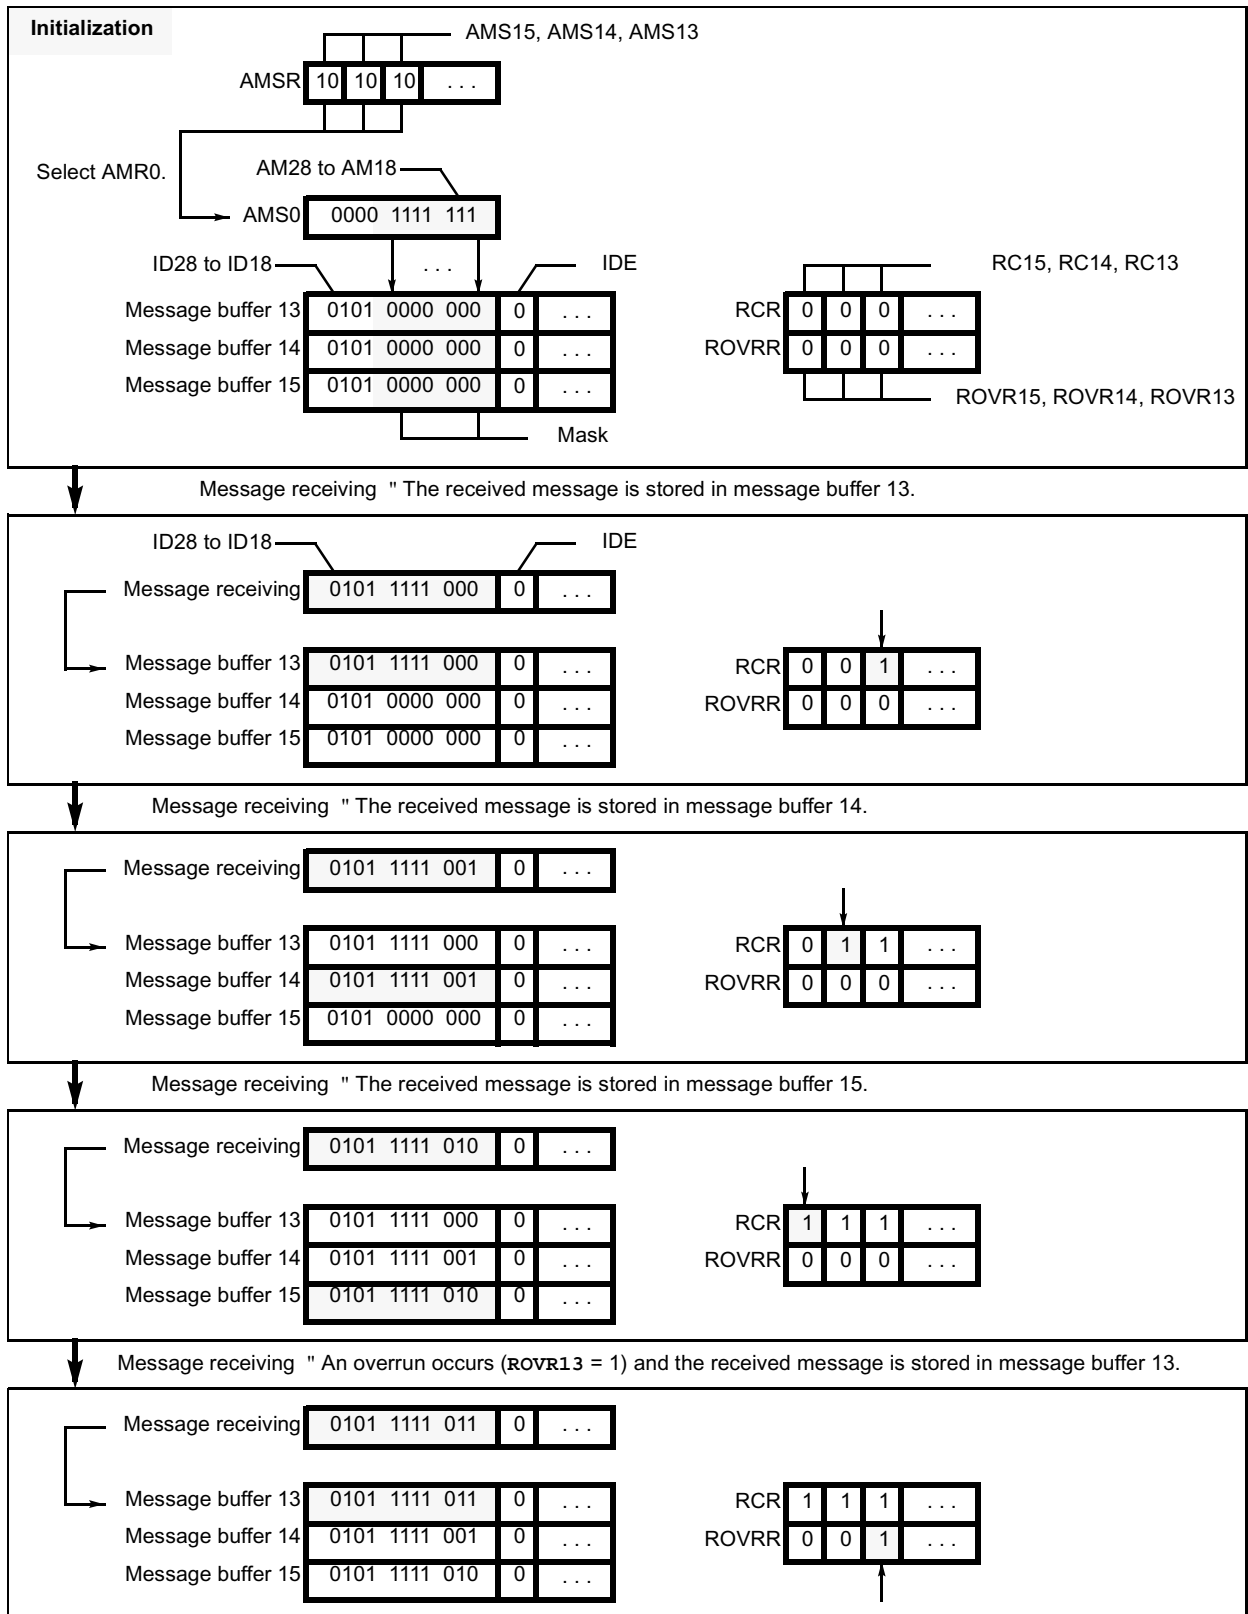 Initialization
AMS15, AMS14, AMS13
AMSR 10 10 10 . . .
Select AMR0.
AM28 to AM18
AMS0 0000 1111 111
ID28 to ID18 . . . IDE RC15, RC14, RC13
Message buffer 13 0101 0000 000 0 . . . RCR 0 0 0 . . .
Message buffer 14 0101 0000 000 0 . . . ROVRR 0 0 0 . . .
Message buffer 15 0101 0000 000 0 . . .
ROVR15, ROVR14, ROVR13
Mask
Message receiving " The received message is stored in message buffer 13.
ID28 to ID18 IDE
Message receiving 0101 1111 000 0 . . .
Message buffer 13 0101 1111 000 0 . . . RCR 0 0 1 . . .
Message buffer 14 0101 0000 000 0 . . . ROVRR 0 0 0 . . .
Message buffer 15 0101 0000 000 0 . . .
Message receiving " The received message is stored in message buffer 14.
Message receiving 0101 1111 001 0 . . .
Message buffer 13 0101 1111 000 0 . . . RCR 0 1 1 . . .
Message buffer 14 0101 1111 001 0 . . . ROVRR 0 0 0 . . .
Message buffer 15 0101 0000 000 0 . . .
Message receiving " The received message is stored in message buffer 15.
Message receiving 0101 1111 010 0 . . .
Message buffer 13 0101 1111 000 0 . . . RCR 1 1 1 . . .
Message buffer 14 0101 1111 001 0 . . . ROVRR 0 0 0 . . .
Message buffer 15 0101 1111 010 0 . . .
Message receiving " An overrun occurs (ROVR13 = 1) and the received message is stored in message buffer 13.
Message receiving 0101 1111 011 0 . . .
Message buffer 13 0101 1111 011 0 . . . RCR 1 1 1 . . .
Message buffer 14 0101 1111 001 0 . . . ROVRR 0 0 1 . . .
Message buffer 15 0101 1111 010 0 . . .